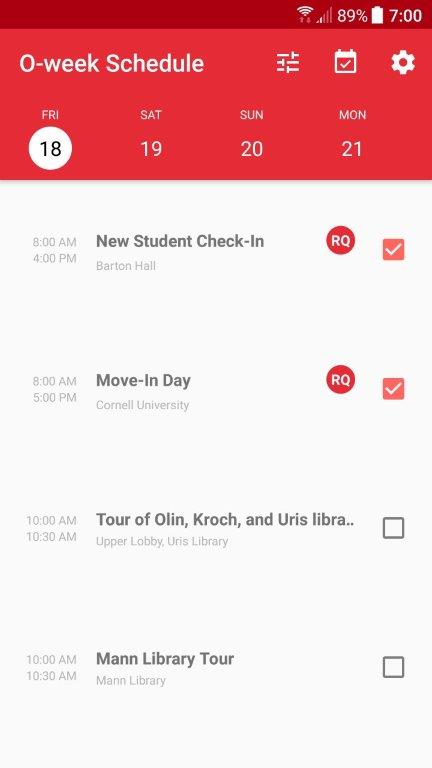 89% 7:00
O-week Schedule
FRI SAT SUN MON
18 19 20 21
8:00 AM New Student Check-In RQ
4:00 PM Barton Hall
8:00 AM Move-In Day RQ
5:00 PM Cornell University
10:00 AM Tour of Olin, Kroch, and Uris libra..
10:30 AM Upper Lobby, Uris Library
10:00 AM Mann Library Tour
10:30 AM Mann Library